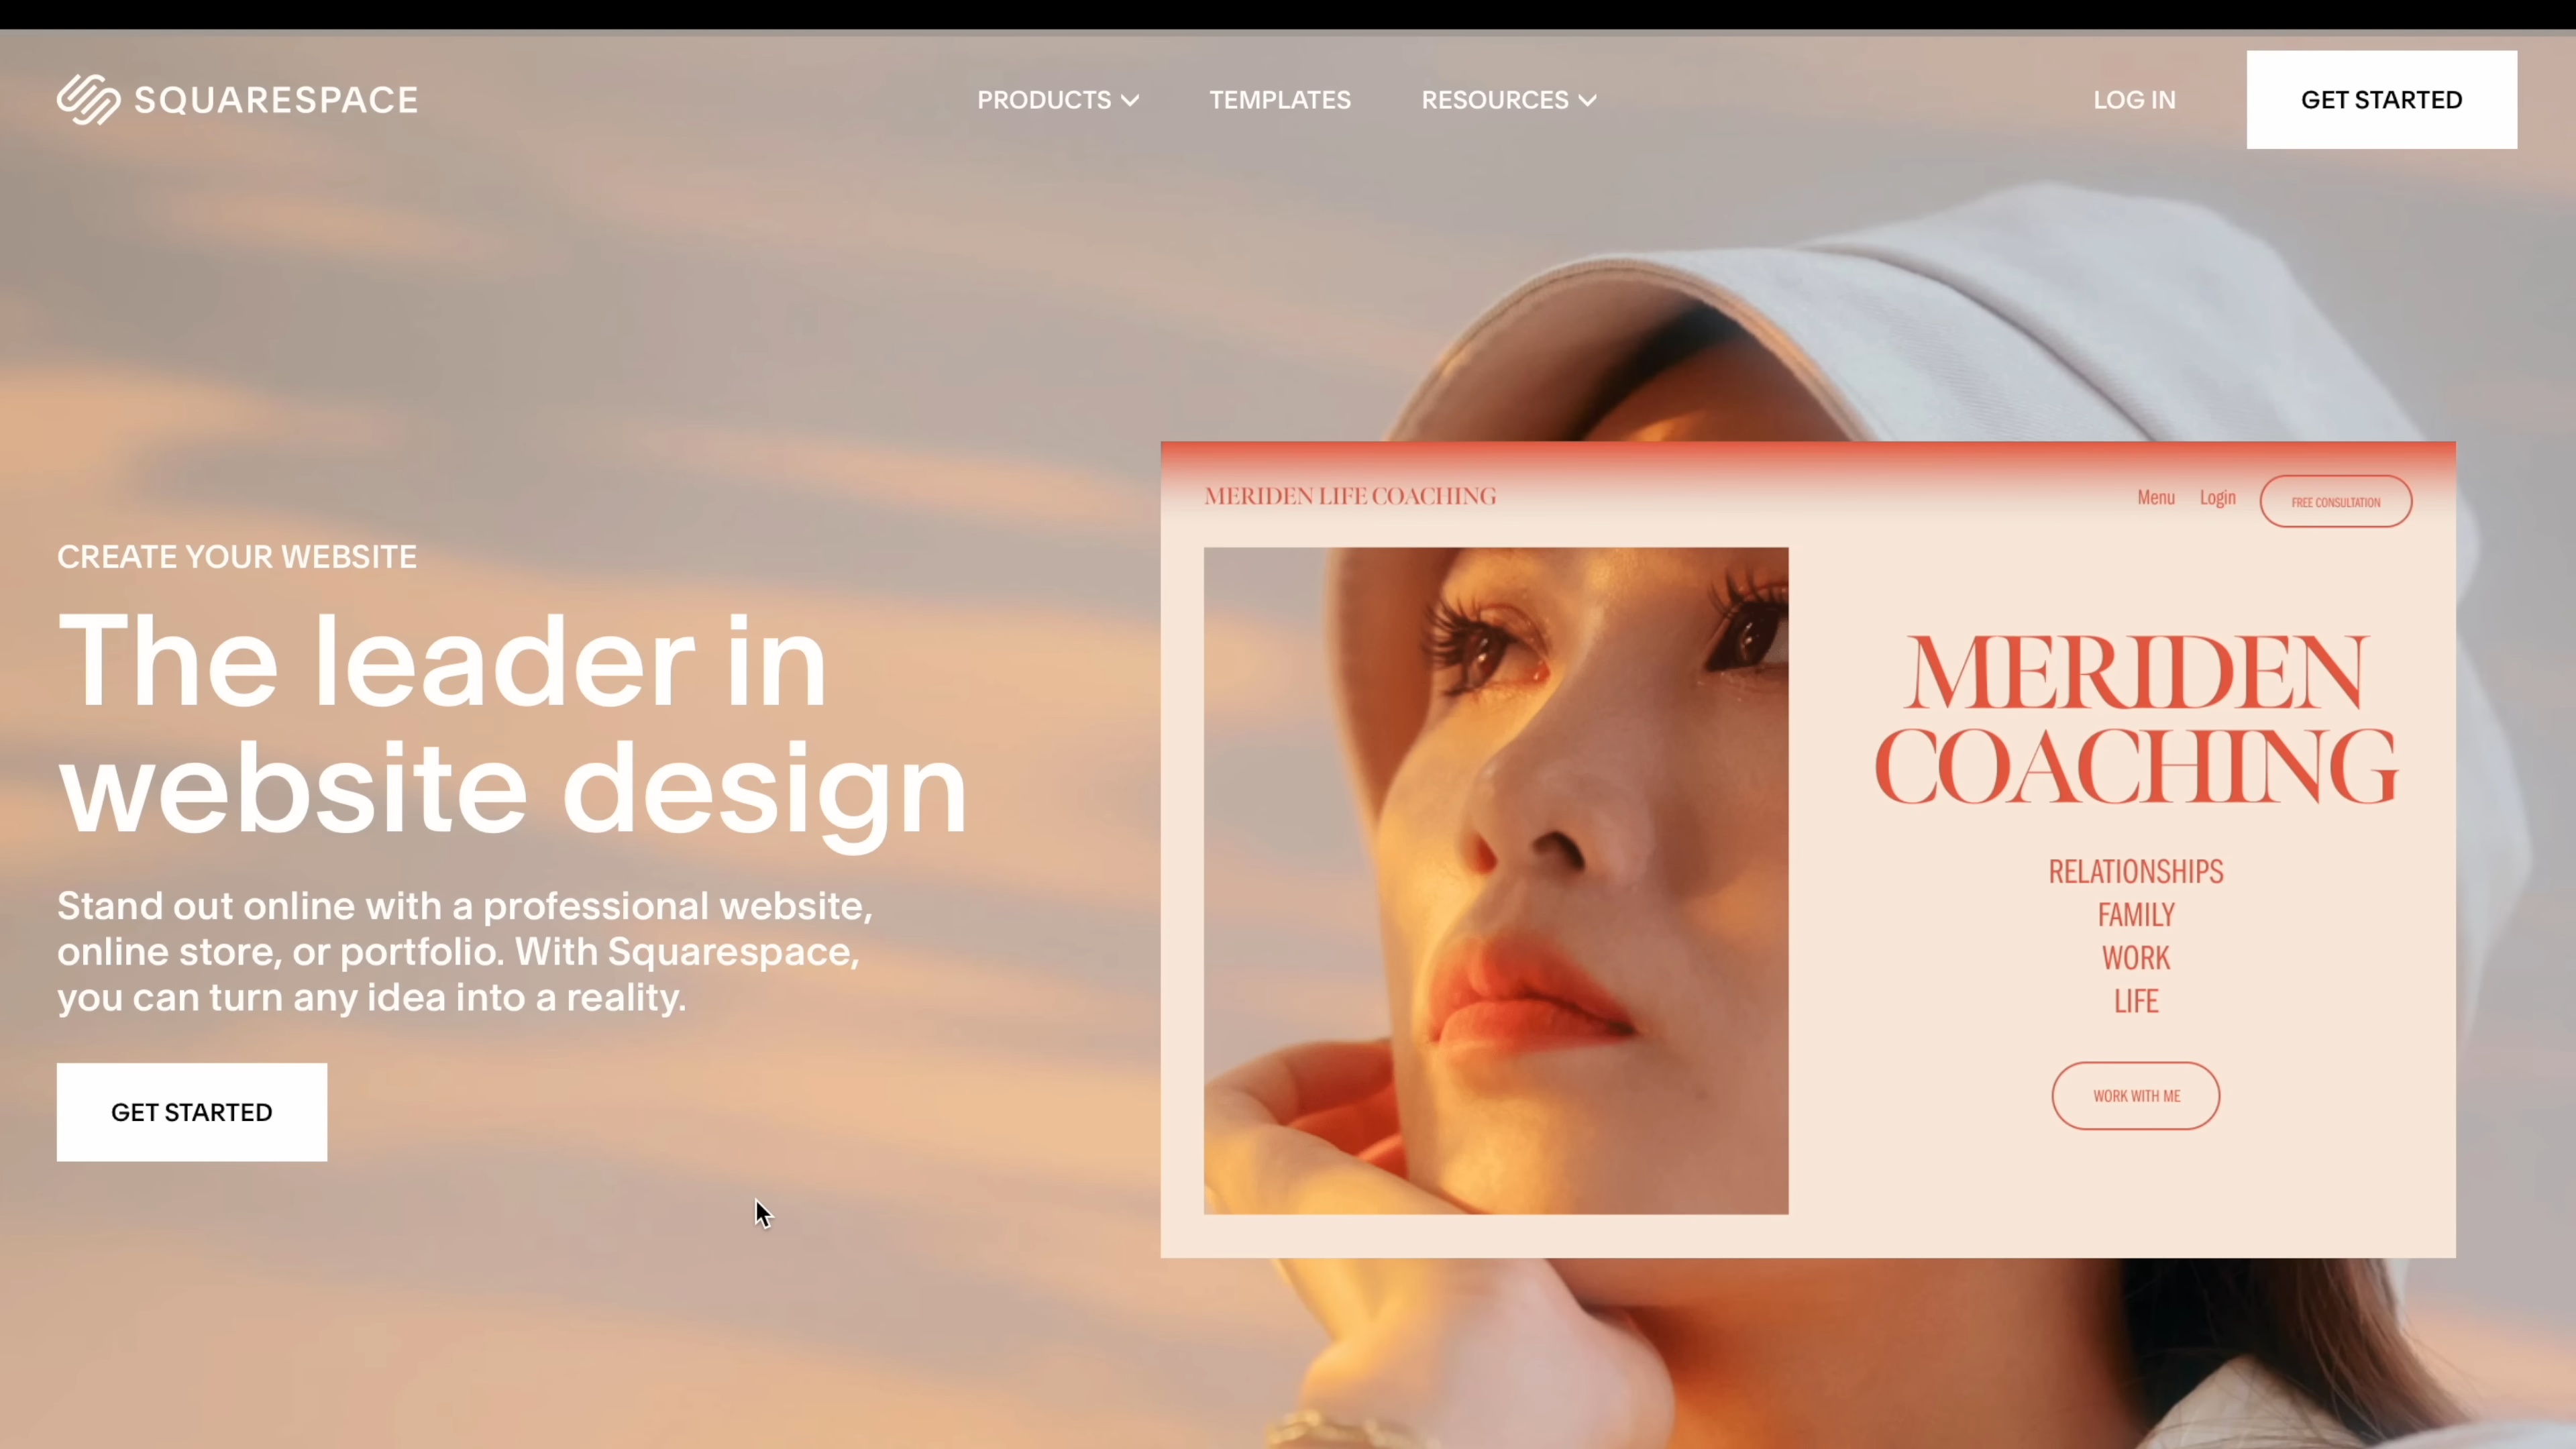 SQUARESPACE
PRODUCTS
TEMPLATES
RESOURCES
LOG IN
GET STARTED
CREATE YOUR WEBSITE
The leader in
website design
Stand out online with a professional website,
online store, or portfolio. With Squarespace,
you can turn any idea into a reality.
GET STARTED
MERIDEN LIFE COACHING
Menu
Login
FREE CONSULTATION
MERIDEN
COACHING
RELATIONSHIPS
FAMILY
WORK
LIFE
WORK WITH ME